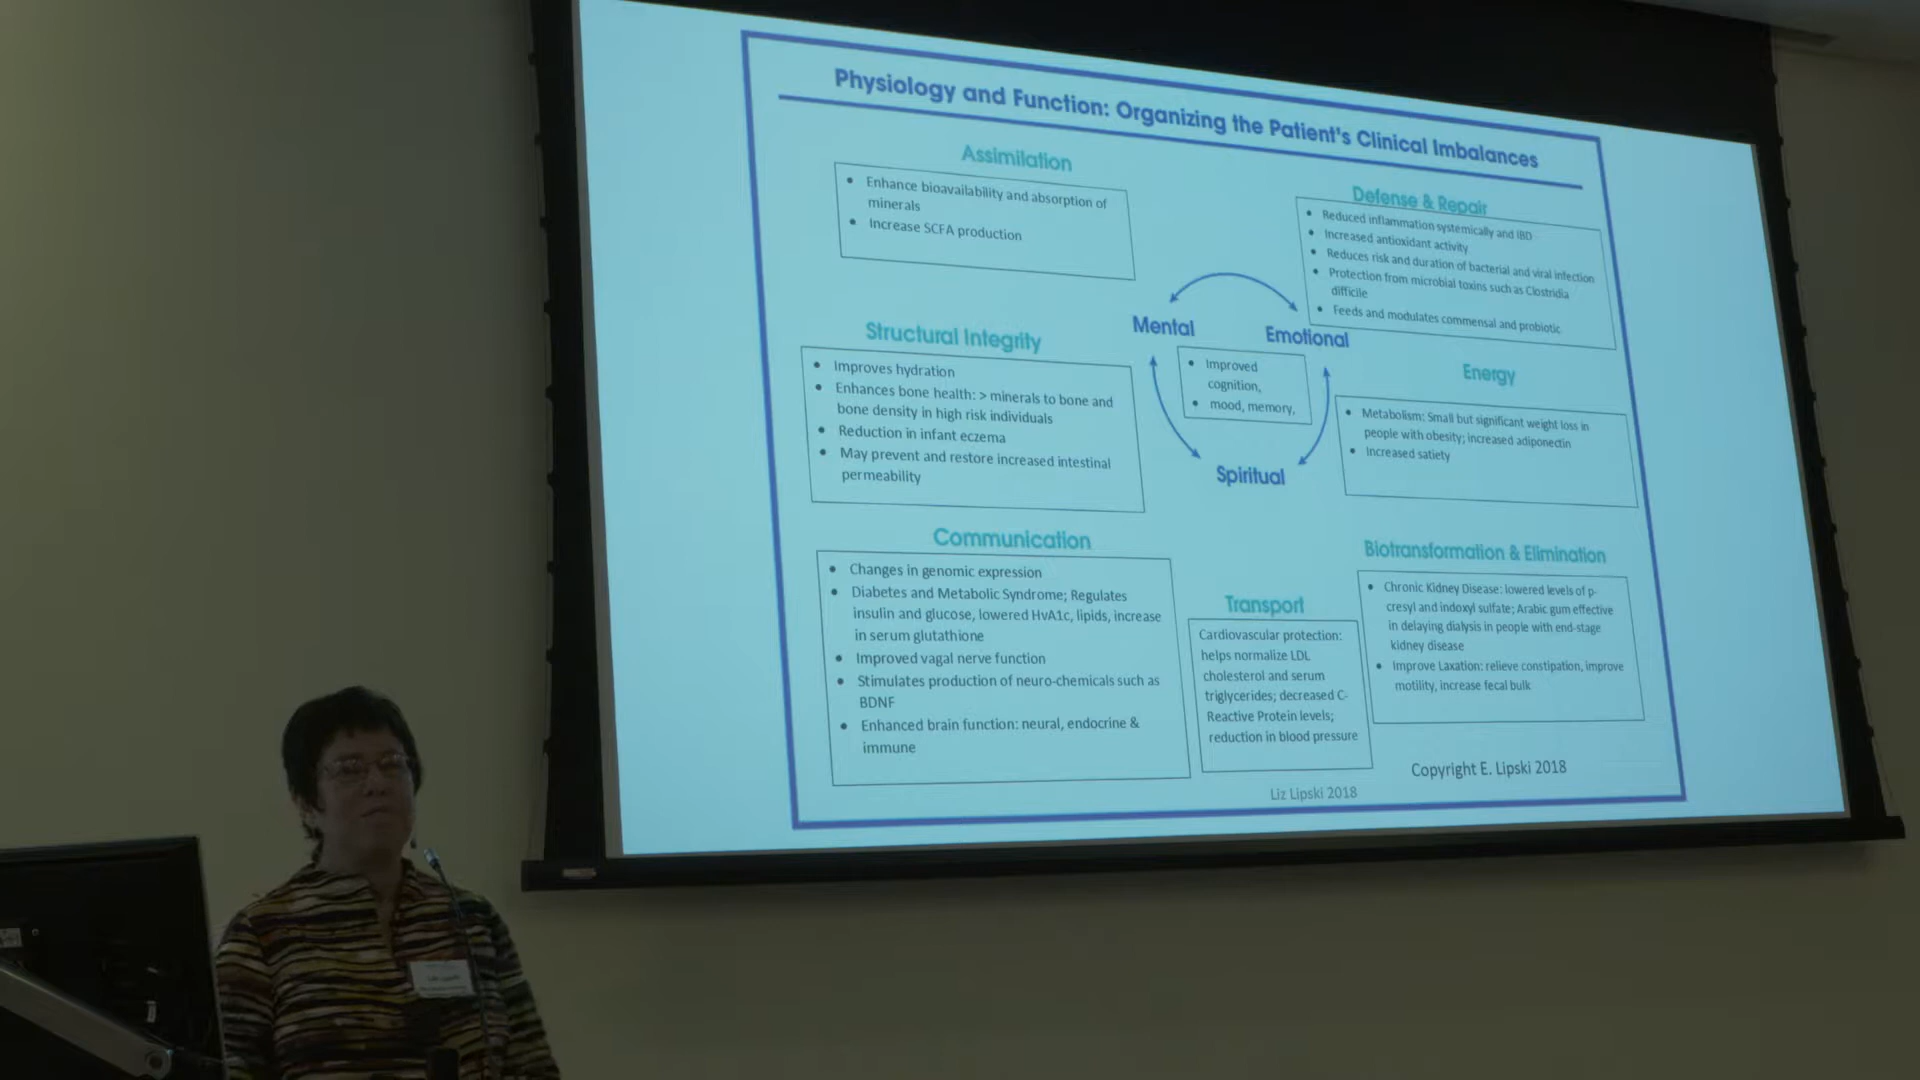 Physiology and Function: Organizing the Patient's Clinical Imbalances
Assimilation
• Enhance bioavailability and absorption of
minerals
• Increase SCFA production
Defense & Repair
• Reduced inflammation systemically and IBD
• Increased antioxidant activity
• Reduces risk and duration of bacterial and viral infection
• Protection from microbial toxins such as Clostridia
difficile
• Feeds and modulates commensal and probiotic
Structural Integrity
• Improves hydration
• Enhances bone health: > minerals to bone and
bone density in high risk individuals
• Reduction in infant eczema
• May prevent and restore increased intestinal
permeability
Mental
Emotional
• Improved
cognition,
• mood, memory,
Spiritual
Energy
• Metabolism: Small but significant weight loss in
people with obesity; increased adiponectin
• Increased satiety
Communication
• Changes in genomic expression
• Diabetes and Metabolic Syndrome; Regulates
insulin and glucose, lowered HvA1c, lipids, increase
in serum glutathione
• Improved vagal nerve function
• Stimulates production of neuro-chemicals such as
BDNF
• Enhanced brain function: neural, endocrine &
immune
Transport
Cardiovascular protection:
helps normalize LDL
cholesterol and serum
triglycerides; decreased C-
Reactive Protein levels;
reduction in blood pressure
Biotransformation & Elimination
• Chronic Kidney Disease: lowered levels of p-
cresyl and indoxyl sulfate; Arabic gum effective
in delaying dialysis in people with end-stage
kidney disease
• Improve Laxation: relieve constipation, improve
motility, increase fecal bulk
Copyright E. Lipski 2018
Liz Lipski 2018